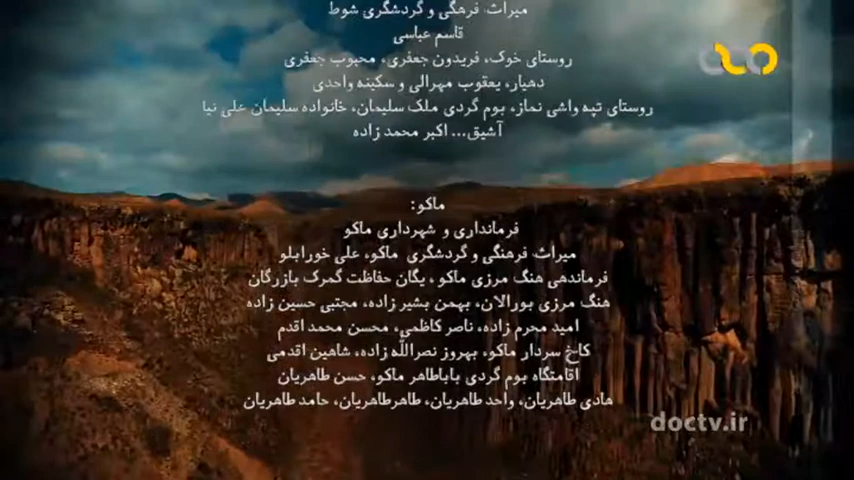 میراث فرهنگی و گردشگری شوط
قاسم عباسی
روستای خوک، فریدون جعفری، محبوب جعفری
دهیار، یعقوب مهرالی و سکینه واحدی
روستای تپه واشی نماز، بوم گردی ملک سلیمان، خانواده سلیمان علی نیا
آشیق... اکبر محمد زاده
ماکو:
فرمانداری و شهرداری ماکو
میراث فرهنگی و گردشگری ماکو، علی خورابلو
فرماندهی هنگ مرزی ماکو، یگان حفاظت گمرک بازرگان
هنگ مرزی بورالان، بهمن بشیر زاده، مجتبی حسین زاده
امید محرم زاده، ناصر کاظمی، محسن محمد اقدم
کاخ سردار ماکو، بهروز نصرالله زاده، شاهین اقدمی
اقامتگاه بوم گردی باباطاهر ماکو، حسن طاهریان
هادی طاهریان، واحد طاهریان، طاهرطاهریان، حامد طاهریان
doctv.ir